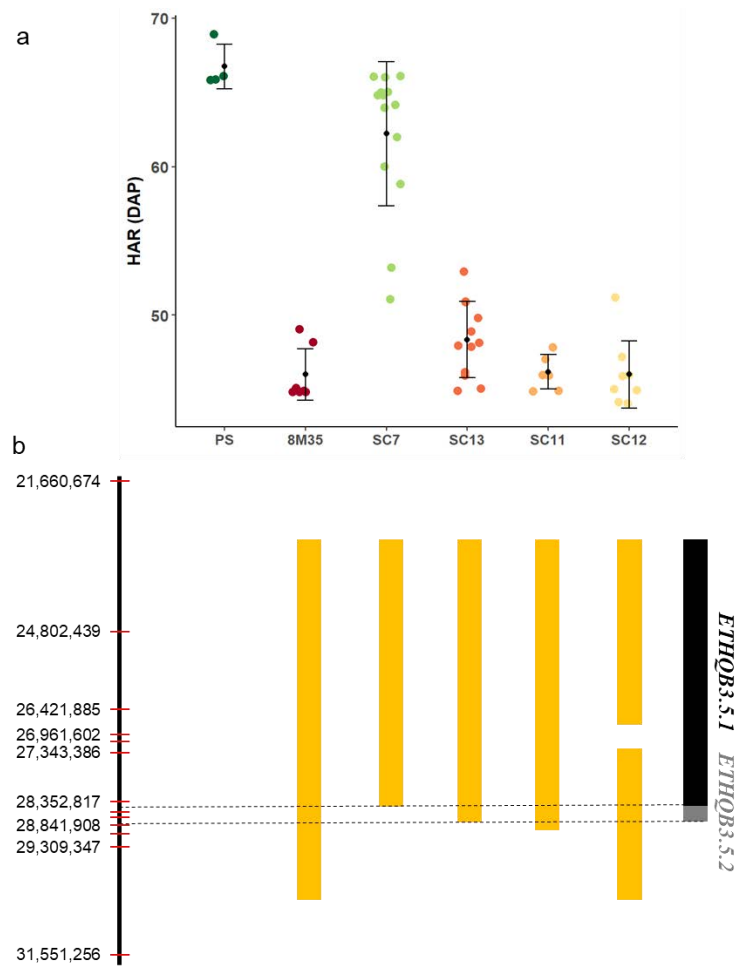 a
70
60
50
HAR (DAP)
PS 8M35 SC7 SC13 SC11 SC12
b
21,660,674
24,802,439
26,421,885
26,961,602
27,343,386
28,352,817
28,841,908
29,309,347
31,551,256
ETHQB3.5.1
ETHQB3.5.2